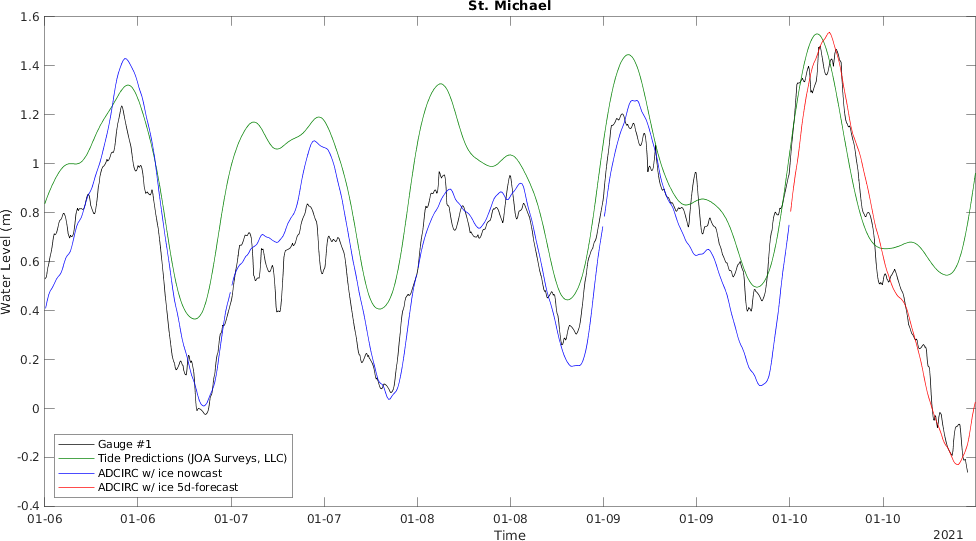 St. Michael
1.6
1.4
1.2
1
0.8
0.6
0.4
0.2
0
-0.2
-0.4
Water Level (m)
Gauge #1
Tide Predictions (JOA Surveys, LLC)
ADCIRC w/ ice nowcast
ADCIRC w/ ice 5d-forecast
01-06 01-06 01-07 01-07 01-08 01-08 01-09 01-09 01-10 01-10
Time
2021